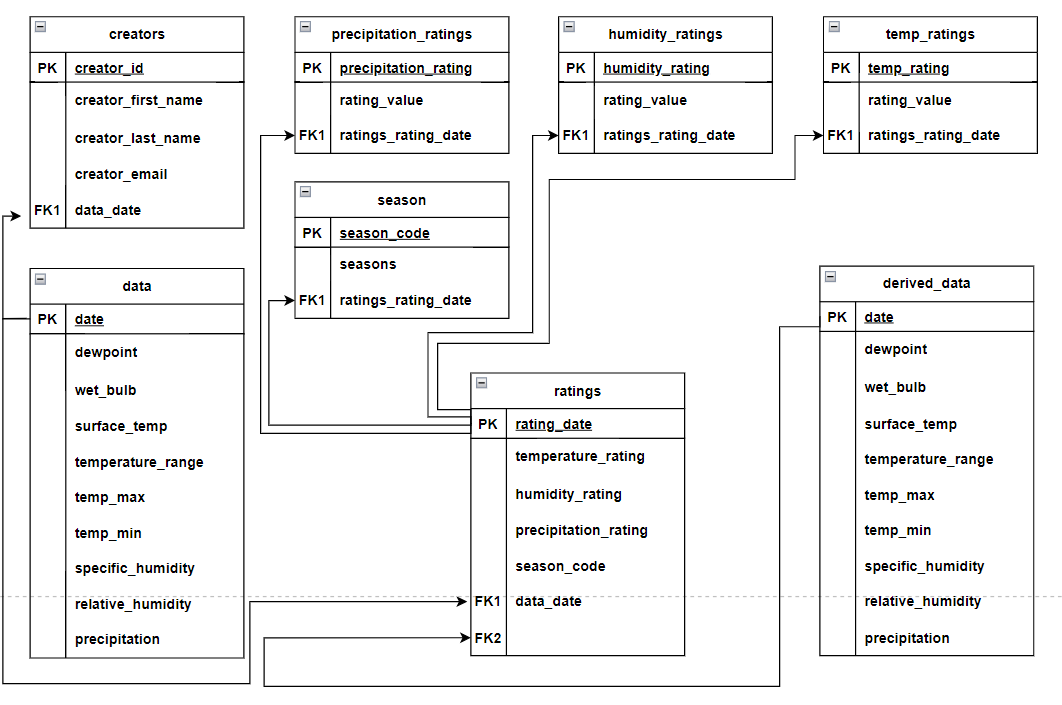 creators
PK creator_id
creator_first_name
creator_last_name
creator_email
FK1 data_date
precipitation_ratings
PK precipitation_rating
rating_value
FK1 ratings_rating_date
humidity_ratings
PK humidity_rating
rating_value
FK1 ratings_rating_date
temp_ratings
PK temp_rating
rating_value
FK1 ratings_rating_date
season
PK season_code
seasons
FK1 ratings_rating_date
data
PK date
dewpoint
wet_bulb
surface_temp
temperature_range
temp_max
temp_min
specific_humidity
relative_humidity
precipitation
ratings
PK rating_date
temperature_rating
humidity_rating
precipitation_rating
season_code
FK1 data_date
FK2
derived_data
PK date
dewpoint
wet_bulb
surface_temp
temperature_range
temp_max
temp_min
specific_humidity
relative_humidity
precipitation